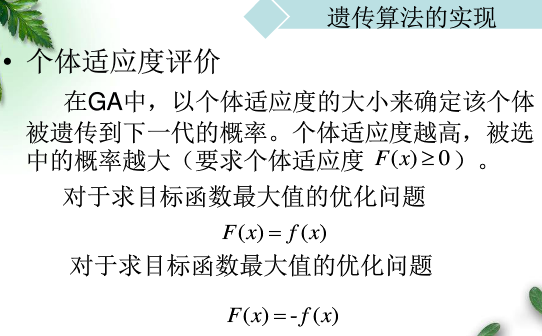 遗传算法的实现
• 个体适应度评价
在GA中，以个体适应度的大小来确定该个体
被遗传到下一代的概率。个体适应度越高，被选
中的概率越大（要求个体适应度 F(x)≥0）。
对于求目标函数最大值的优化问题
F(x)=f(x)
对于求目标函数最大值的优化问题
F(x)=-f(x)